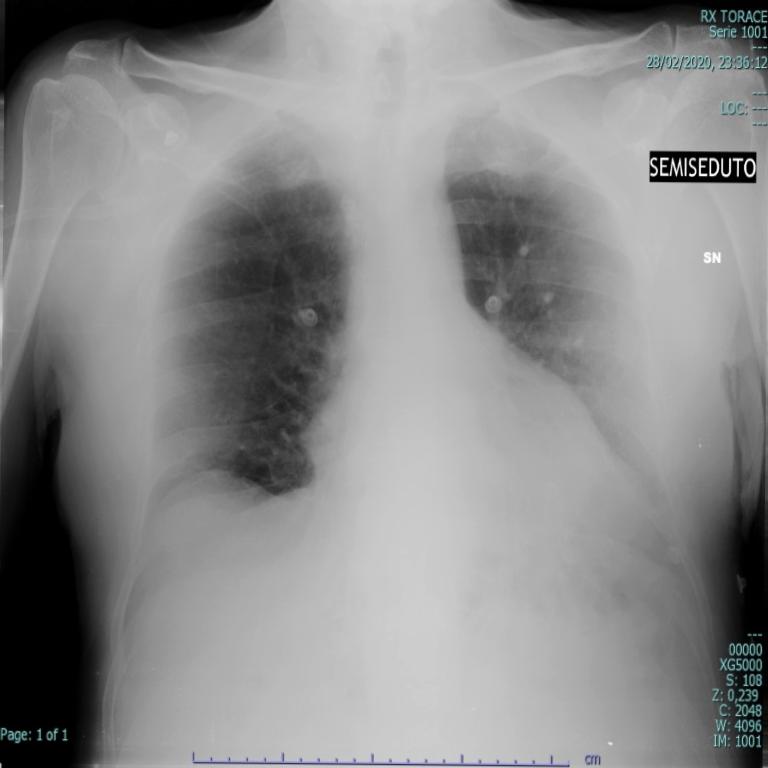 RX TORACE
Serie 1001
---
28/02/2020, 23:36:12
---
LOC: ---
---
SEMISEDUTO
SN
---
00000
XG5000
S: 108
Z: 0,239
C: 2048
W: 4096
IM: 1001
Page: 1 of 1
cm